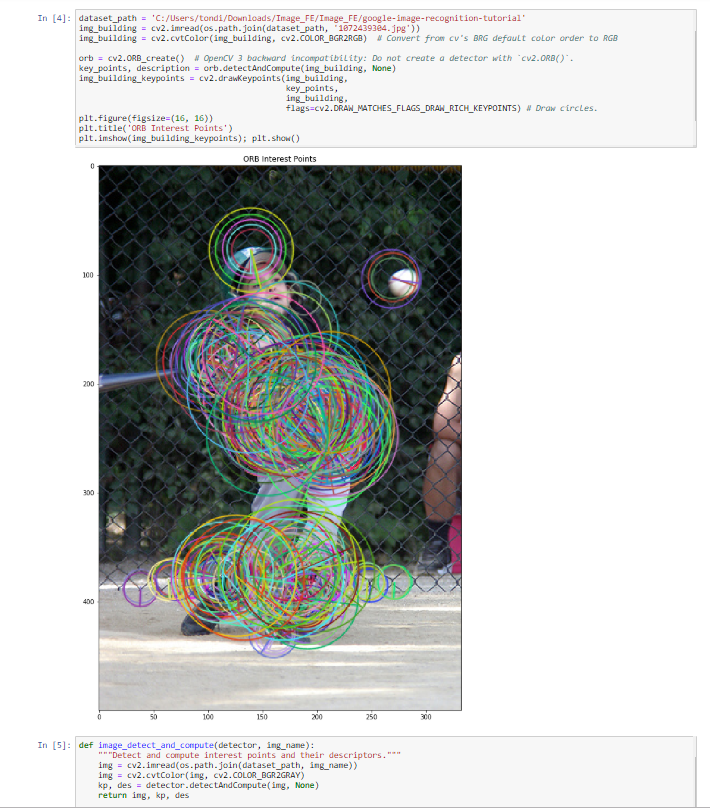 In [4]: dataset_path = 'C:/Users/tondi/Downloads/Image_FE/Image_FE/google-image-recognition-tutorial'
img_building = cv2.imread(os.path.join(dataset_path, '1072439304.jpg'))
img_building = cv2.cvtColor(img_building, cv2.COLOR_BGR2RGB)  # Convert from cv's BRG default color order to RGB
orb = cv2.ORB_create()  # OpenCV 3 backward incompatibility: Do not create a detector with `cv2.ORB()`.
key_points, description = orb.detectAndCompute(img_building, None)
img_building_keypoints = cv2.drawKeypoints(img_building,
key_points,
img_building,
flags=cv2.DRAW_MATCHES_FLAGS_DRAW_RICH_KEYPOINTS) # Draw circles.
plt.figure(figsize=(16, 16))
plt.title('ORB Interest Points')
plt.imshow(img_building_keypoints); plt.show()
ORB Interest Points
0
100
200
300
400
0 50 100 150 200 250 300
In [5]: def image_detect_and_compute(detector, img_name):
"""Detect and compute interest points and their descriptors."""
img = cv2.imread(os.path.join(dataset_path, img_name))
img = cv2.cvtColor(img, cv2.COLOR_BGR2GRAY)
kp, des = detector.detectAndCompute(img, None)
return img, kp, des